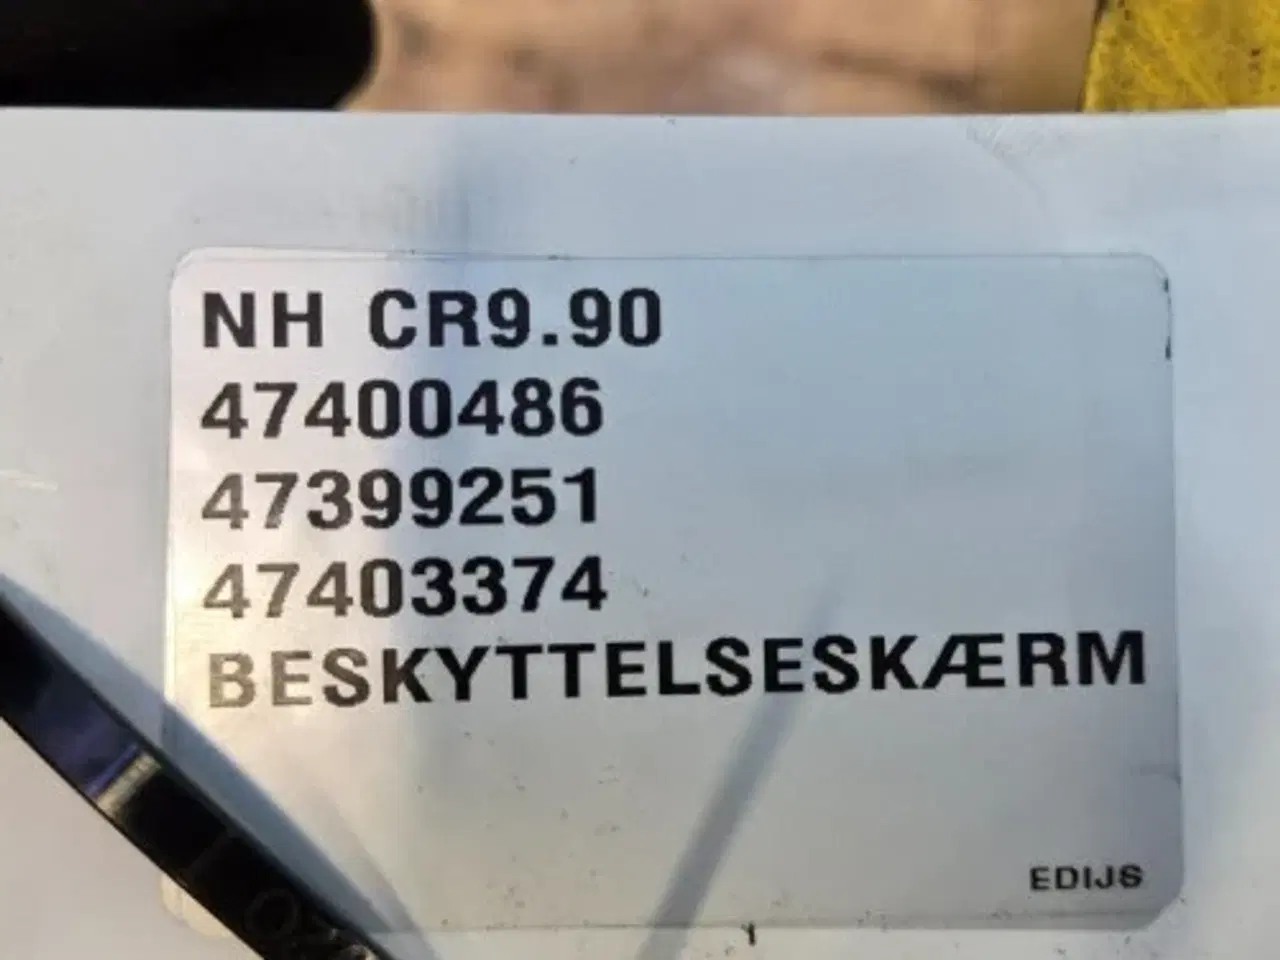 NH CR9.90
47400486
47399251
47403374
BESKYTTELSESKÆRM
EDIJS